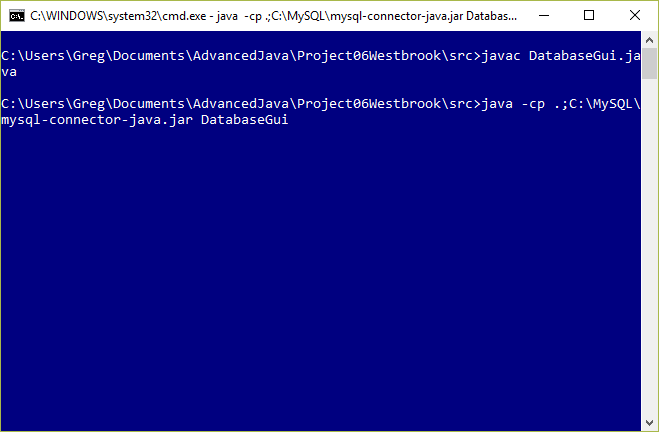 C:\WINDOWS\system32\cmd.exe - java  -cp .;C:\MySQL\mysql-connector-java.jar Databas...
C:\Users\Greg\Documents\AdvancedJava\Project06Westbrook\src>javac DatabaseGui.ja
va
C:\Users\Greg\Documents\AdvancedJava\Project06Westbrook\src>java -cp .;C:\MySQL\
mysql-connector-java.jar DatabaseGui